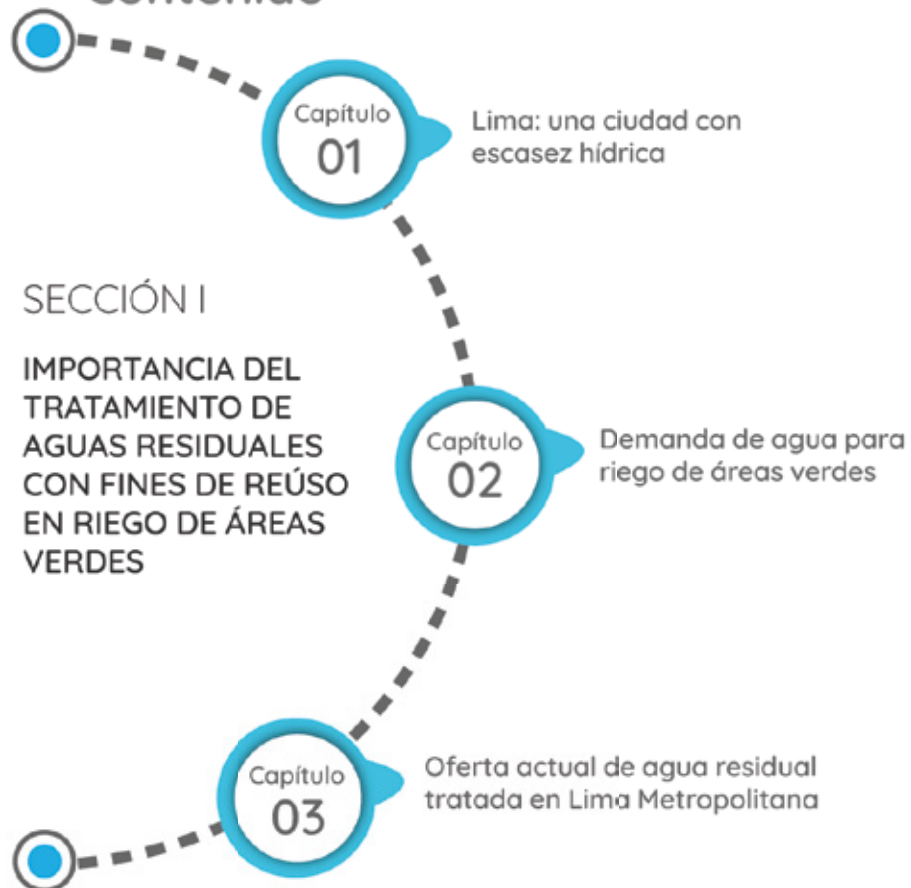 Contenido
Capítulo
01
Lima: una ciudad con
escasez hídrica
SECCIÓN I
IMPORTANCIA DEL
TRATAMIENTO DE
AGUAS RESIDUALES
CON FINES DE REÚSO
EN RIEGO DE ÁREAS
VERDES
Capítulo
02
Demanda de agua para
riego de áreas verdes
Capítulo
03
Oferta actual de agua residual
tratada en Lima Metropolitana